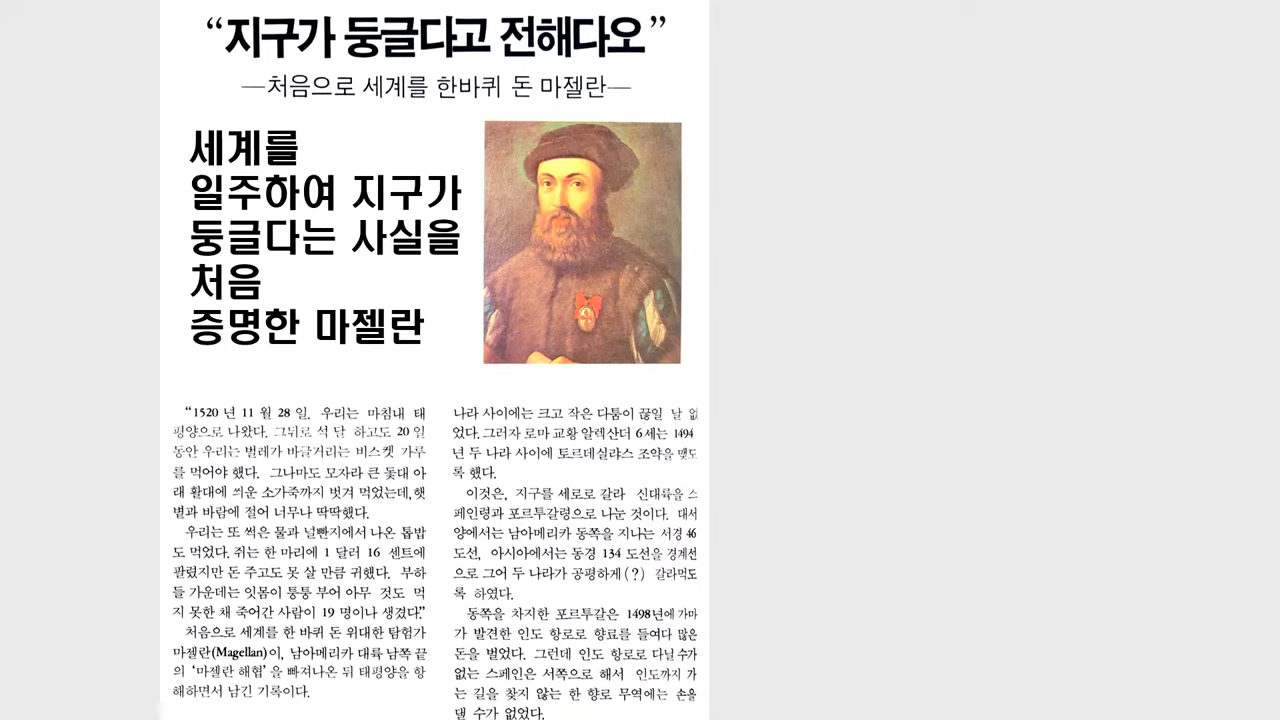 “지구가 둥글다고 전해다오”
—처음으로 세계를 한바퀴 돈 마젤란—
세계를
일주하여 지구가
둥글다는 사실을
처음
증명한 마젤란
“1520 년 11 월 28 일. 우리는 마침내 태
평양으로 나왔다. 그뒤로 석 달 하고도 20 일
동안 우리는 벌레가 바글거리는 비스켓 가루
를 먹어야 했다. 그나마도 모자라 큰 돛대 아
래 활대에 씌운 소가죽까지 벗겨 먹었는데, 햇
볕과 바람에 절어 너무나 딱딱했다.
우리는 또 썩은 물과 널빤지에서 나온 톱밥
도 먹었다. 쥐는 한 마리에 1 달러 16 센트에
팔렸지만 돈 주고도 못 살 만큼 귀했다. 부하
들 가운데는 잇몸이 퉁퉁 부어 아무 것도 먹
지 못한 채 죽어간 사람이 19 명이나 생겼다.”
처음으로 세계를 한 바퀴 돈 위대한 탐험가
마젤란(Magellan)이, 남아메리카 대륙 남쪽 끝
의 ‘마젤란 해협’을 빠져나온 뒤 태평양을 항
해하면서 남긴 기록이다.
나라 사이에는 크고 작은 다툼이 끊일 날 없
었다. 그러자 로마 교황 알렉산더 6세는 1494
년 두 나라 사이에 토르데실랴스 조약을 맺도
록 했다.
이것은, 지구를 세로로 갈라 신대륙을 스
페인령과 포르투갈령으로 나눈 것이다. 대서
양에서는 남아메리카 동쪽을 지나는 서경 46
도선, 아시아에서는 동경 134 도선을 경계선
으로 그어 두 나라가 공평하게(?) 갈라먹도
록 하였다.
동쪽을 차지한 포르투갈은 1498년에 가마
가 발견한 인도 항로로 향료를 들여다 많은
돈을 벌었다. 그런데 인도 항로로 다닐 수가
없는 스페인은 서쪽으로 해서 인도까지 가
는 길을 찾지 않는 한 향로 무역에는 손을
댈 수가 없었다.